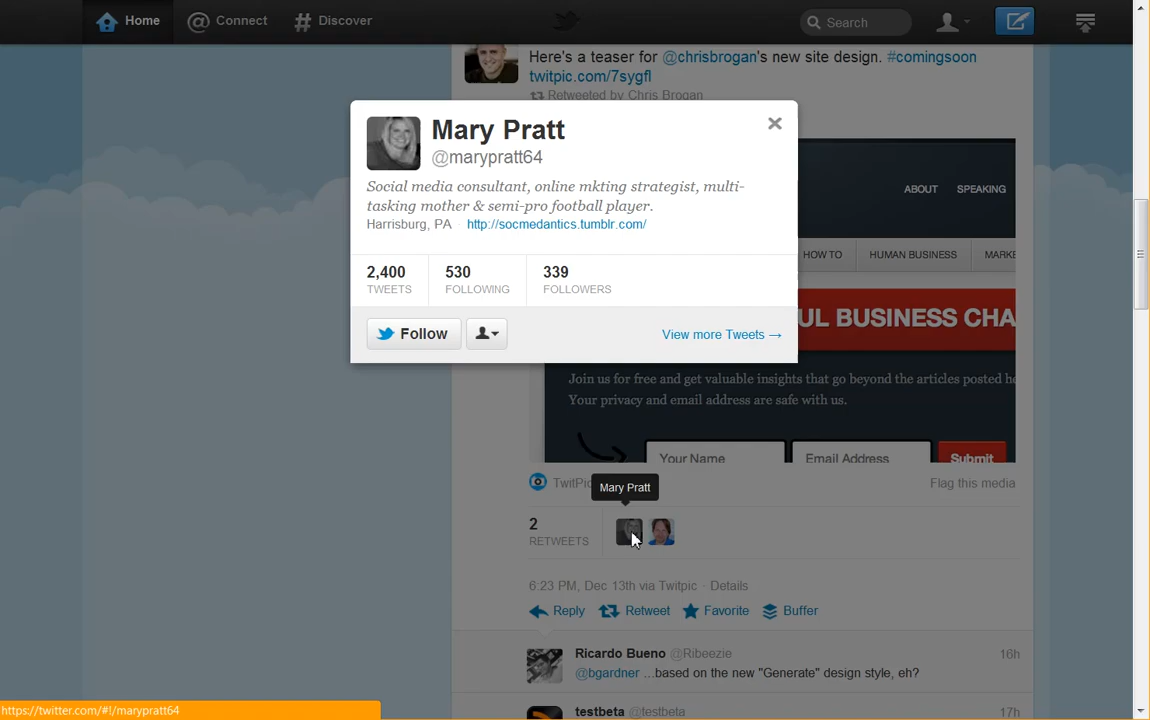 Home
Connect
Discover
Search
Here's a teaser for @chrisbrogan's new site design. #comingsoon
twitpic.com/7sygfl
Retweeted by Chris Brogan
Mary Pratt
@marypratt64
Social media consultant, online mkting strategist, multi-
tasking mother & semi-pro football player.
Harrisburg, PA · http://socmedantics.tumblr.com/
2,400
TWEETS
530
FOLLOWING
339
FOLLOWERS
Follow
View more Tweets →
ABOUT
SPEAKING
HOW TO
HUMAN BUSINESS
MARKE
UL BUSINESS CHA
Join us for free and get valuable insights that go beyond the articles posted he
Your privacy and email address are safe with us.
Your Name
Email Address
Submit
TwitPic
Flag this media
Mary Pratt
2
RETWEETS
6:23 PM, Dec 13th via Twitpic · Details
Reply
Retweet
Favorite
Buffer
Ricardo Bueno @Ribeezie
16h
@bgardner ...based on the new "Generate" design style, eh?
testbeta @testbeta
17h
https://twitter.com/#!/marypratt64